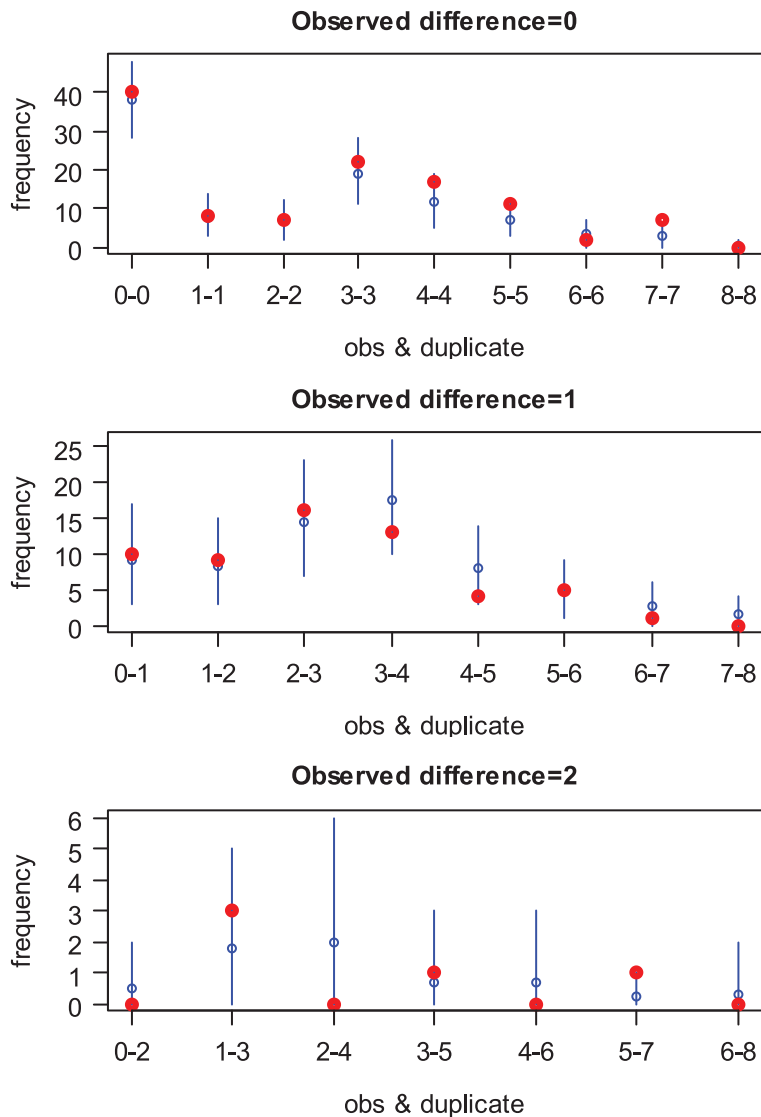 Observed difference=0
frequency
40
30
20
10
0
0-0 1-1 2-2 3-3 4-4 5-5 6-6 7-7 8-8
obs & duplicate
Observed difference=1
frequency
25
20
15
10
5
0
0-1 1-2 2-3 3-4 4-5 5-6 6-7 7-8
obs & duplicate
Observed difference=2
frequency
6
5
4
3
2
1
0
0-2 1-3 2-4 3-5 4-6 5-7 6-8
obs & duplicate